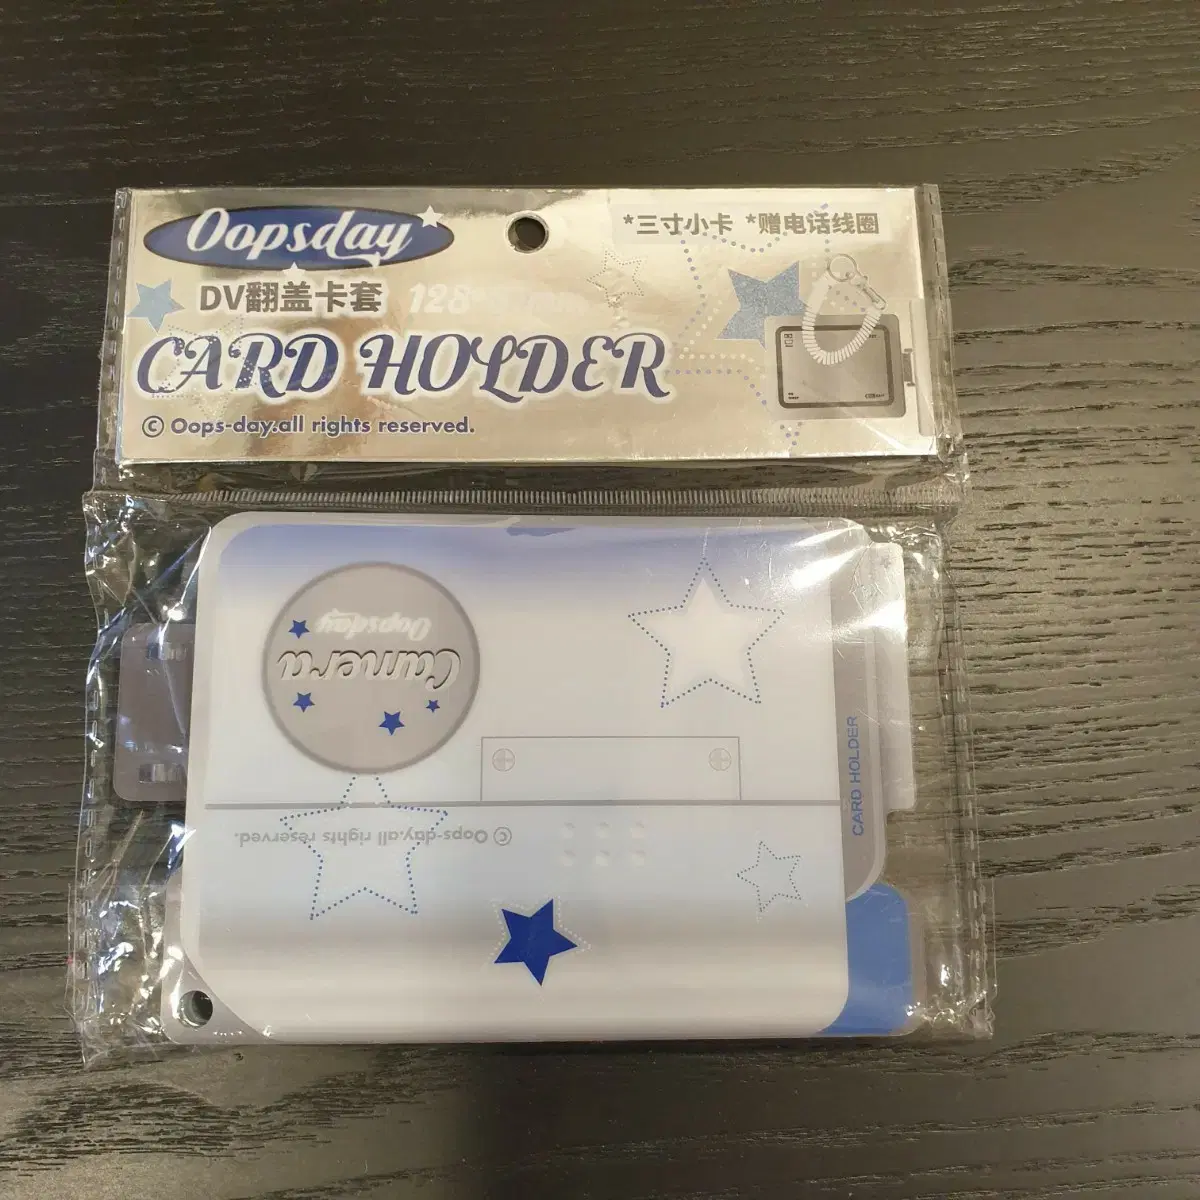 Oopsday
*三寸小卡 *赠电话线圈
DV翻盖卡套
CARD HOLDER
© Oops-day.all rights reserved.
Oopsday
Camera
CARD HOLDER
© Oops-day.all rights reserved.